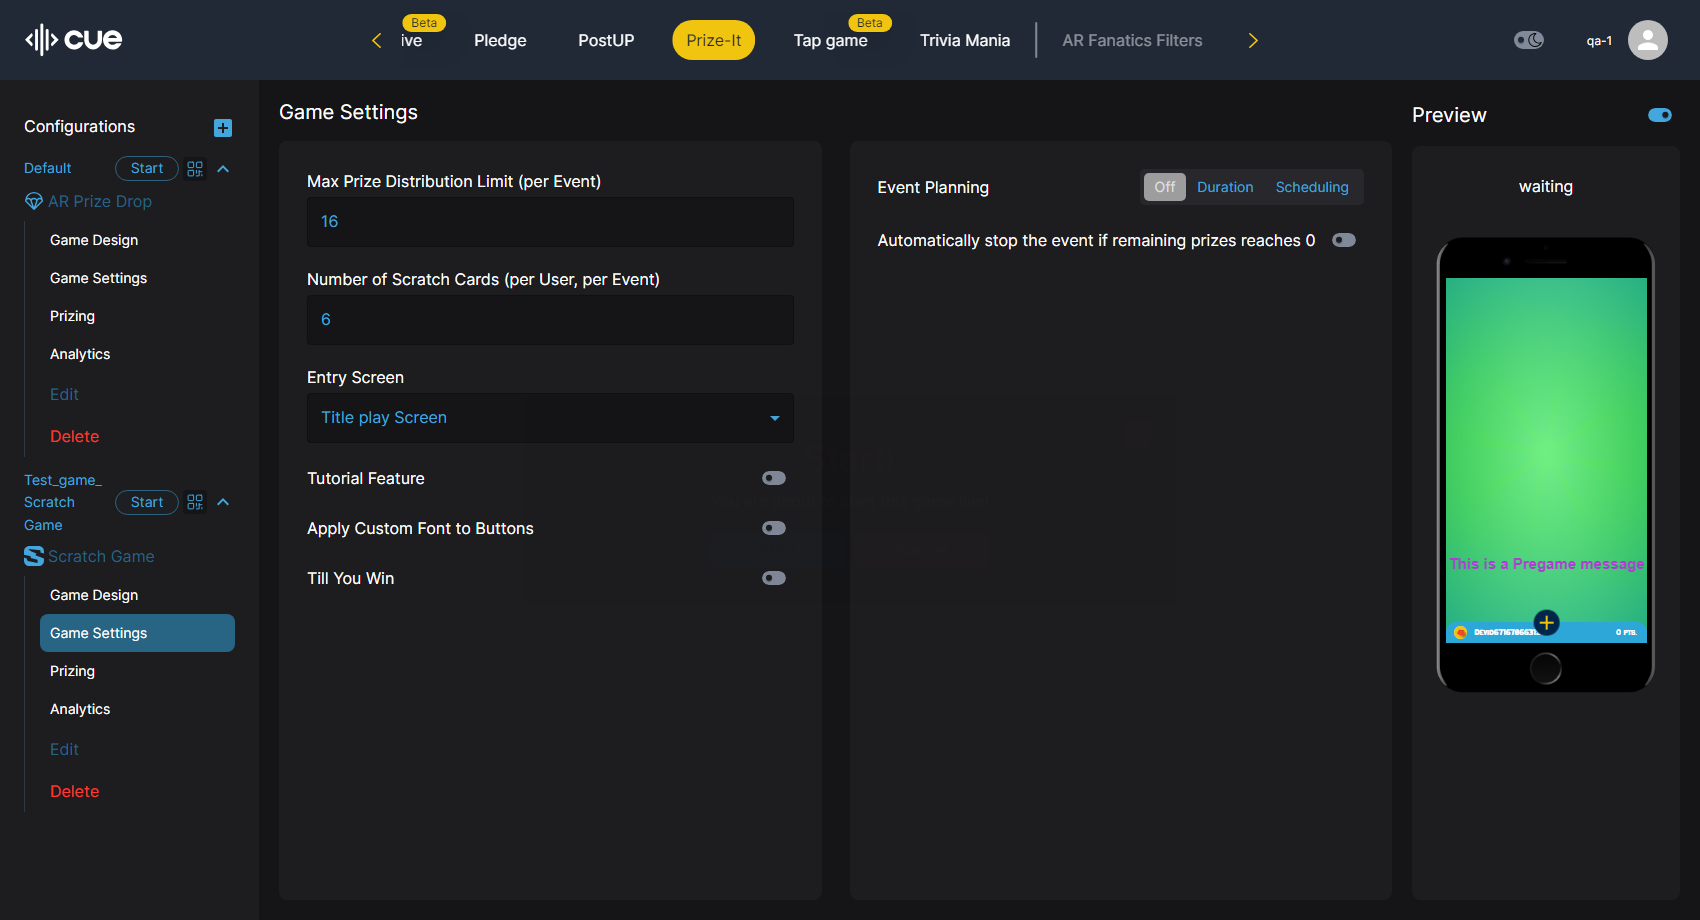 cue
Beta
Beta
ive
Pledge
PostUP
Prize-It
Tap game
Trivia Mania
AR Fanatics Filters
qa-1
Configurations
Default
Start
AR Prize Drop
Game Design
Game Settings
Prizing
Analytics
Edit
Delete
Test_game_
Scratch
Game
Start
Scratch Game
Game Design
Game Settings
Prizing
Analytics
Edit
Delete
Game Settings
Max Prize Distribution Limit (per Event)
16
Number of Scratch Cards (per User, per Event)
6
Entry Screen
Title play Screen
Tutorial Feature
Apply Custom Font to Buttons
Till You Win
Event Planning
Off
Duration
Scheduling
Automatically stop the event if remaining prizes reaches 0
Preview
waiting
This is a Pregame message
0 PTS.